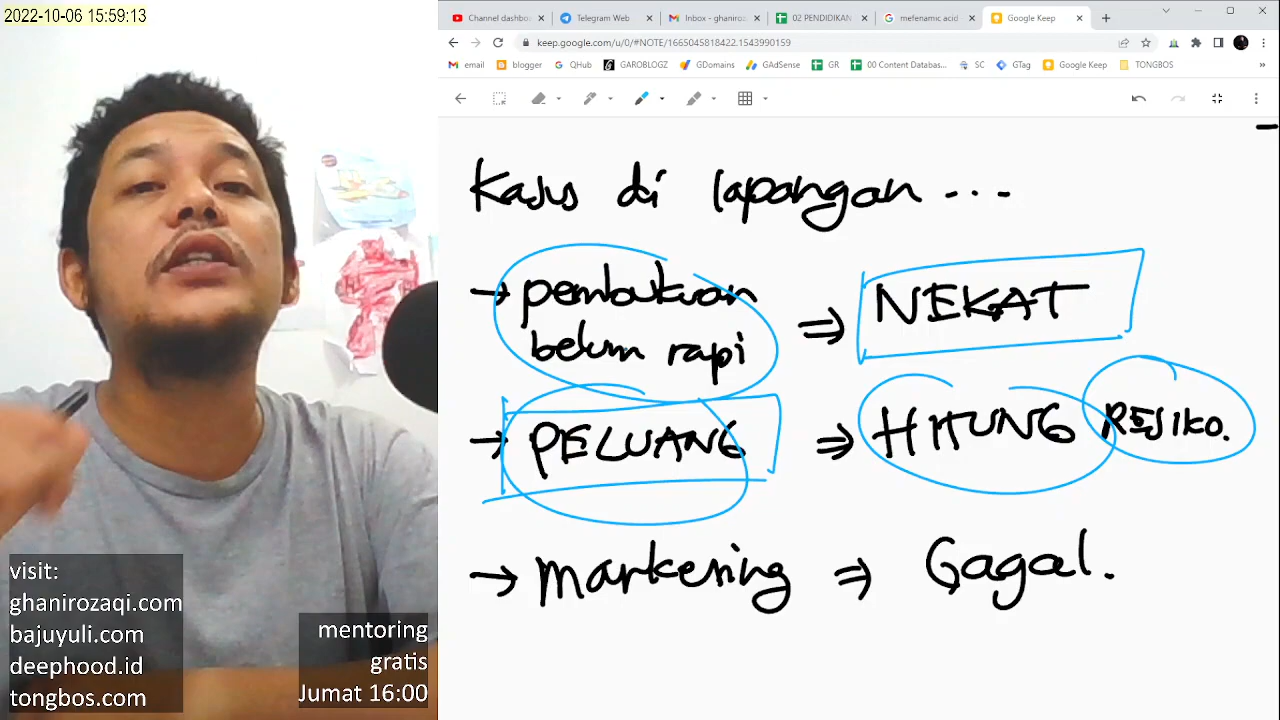 2022-10-06 15:59:13
Channel dashbo
Telegram Web
Inbox - ghaniroz
02 PENDIDIKAN
mefenamic acid
Google Keep
keep.google.com/u/0/#NOTE/1665045818422.1543990159
email
blogger
QHub
GAROBLOGZ
GDomains
GAdSense
GR
00 Content Databas...
SC
GTag
Google Keep
TONGBOS
Kasus di lapangan ...
→ pembukuan ⇒ NEKAT
belum rapi
→ PELUANG ⇒ HITUNG RESIKO.
→ markering ⇒ Gagal.
visit:
ghanirozaqi.com
bajuyuli.com
deephood.id
tongbos.com
mentoring
gratis
Jumat 16:00